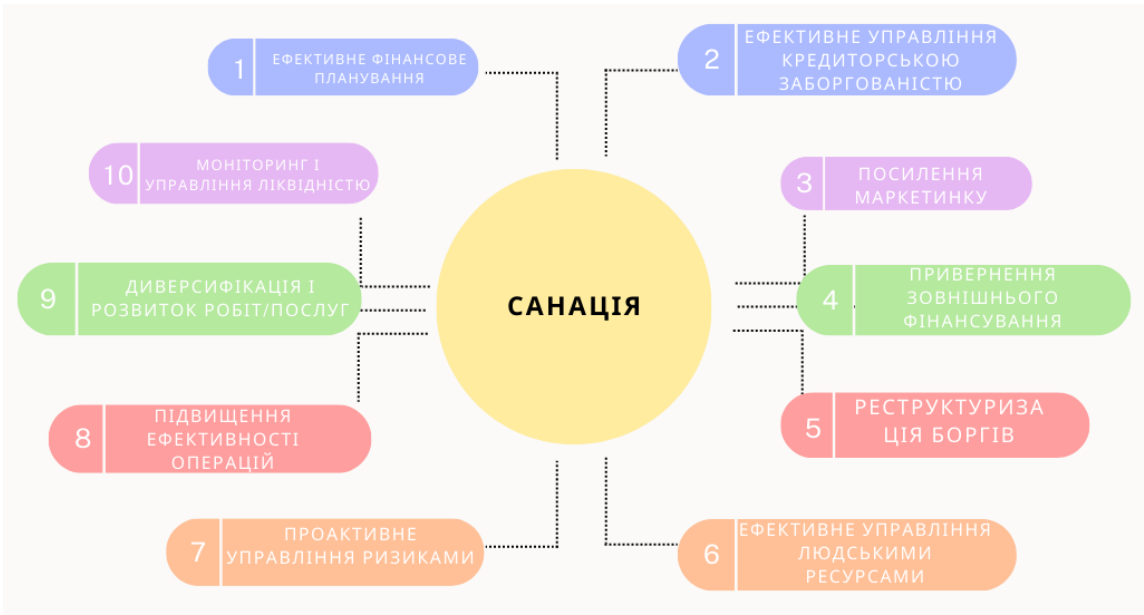 1
ЕФЕКТИВНЕ ФІНАНСОВЕ
ПЛАНУВАННЯ
2
ЕФЕКТИВНЕ УПРАВЛІННЯ
КРЕДИТОРСЬКОЮ
ЗАБОРГОВАНІСТЮ
10
МОНІТОРИНГ І
УПРАВЛІННЯ ЛІКВІДНІСТЮ
3
ПОСИЛЕННЯ
МАРКЕТИНКУ
9
ДИВЕРСИФІКАЦІЯ І
РОЗВИТОК РОБІТ/ПОСЛУГ
САНАЦІЯ
4
ПРИВЕРНЕННЯ
ЗОВНІШНЬОГО
ФІНАНСУВАННЯ
8
ПІДВИЩЕННЯ
ЕФЕКТИВНОСТІ
ОПЕРАЦІЙ
5
РЕСТРУКТУРИЗА
ЦІЯ БОРГІВ
7
ПРОАКТИВНЕ
УПРАВЛІННЯ РИЗИКАМИ
6
ЕФЕКТИВНЕ УПРАВЛІННЯ
ЛЮДСЬКИМИ
РЕСУРСАМИ